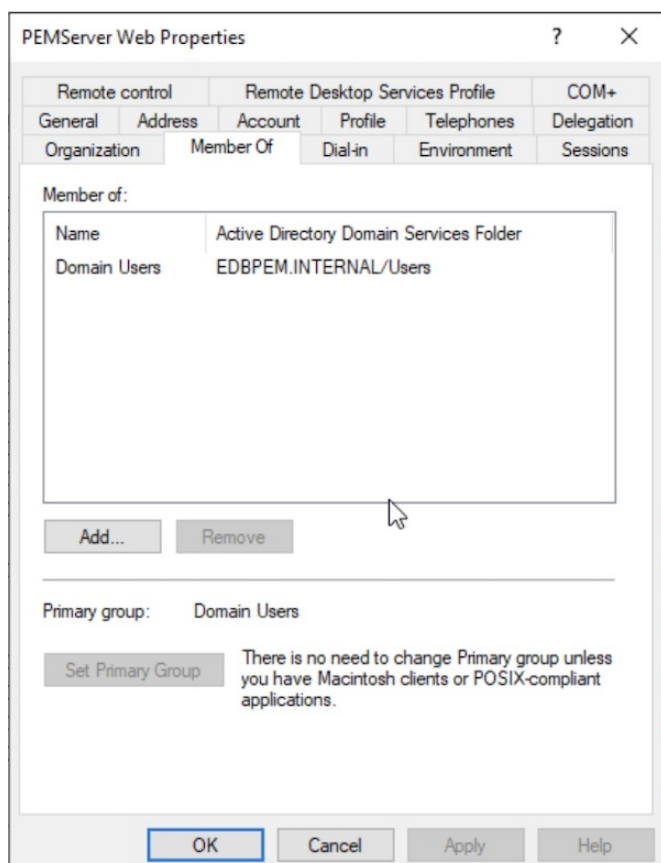 PEMServer Web Properties
? ×
Remote control Remote Desktop Services Profile COM+
General Address Account Profile Telephones Delegation
Organization Member Of Dial-in Environment Sessions
Member of:
Name Active Directory Domain Services Folder
Domain Users EDBPEM.INTERNAL/Users
Add... Remove
Primary group: Domain Users
Set Primary Group
There is no need to change Primary group unless
you have Macintosh clients or POSIX-compliant
applications.
OK Cancel Apply Help